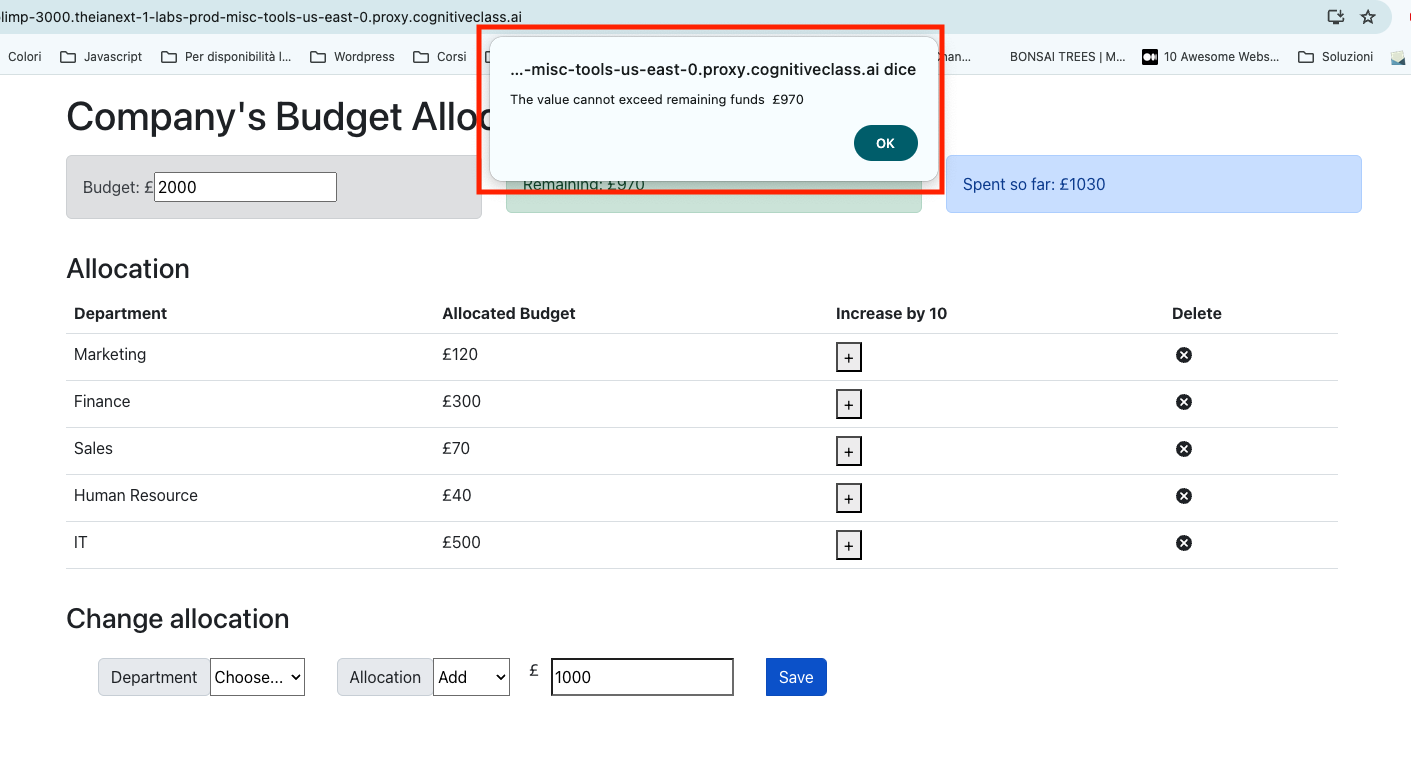 limp-3000.theianext-1-labs-prod-misc-tools-us-east-0.proxy.cognitiveclass.ai
Colori Javascript Per disponibilità l... Wordpress Corsi BONSAI TREES | M... 10 Awesome Webs... Soluzioni
...-misc-tools-us-east-0.proxy.cognitiveclass.ai dice
The value cannot exceed remaining funds £970
OK
Company's Budget Alloc
Budget: £ 2000
Remaining: £970
Spent so far: £1030
Allocation
Department Allocated Budget Increase by 10 Delete
Marketing £120 +
Finance £300 +
Sales £70 +
Human Resource £40 +
IT £500 +
Change allocation
Department Choose... Allocation Add £ 1000 Save